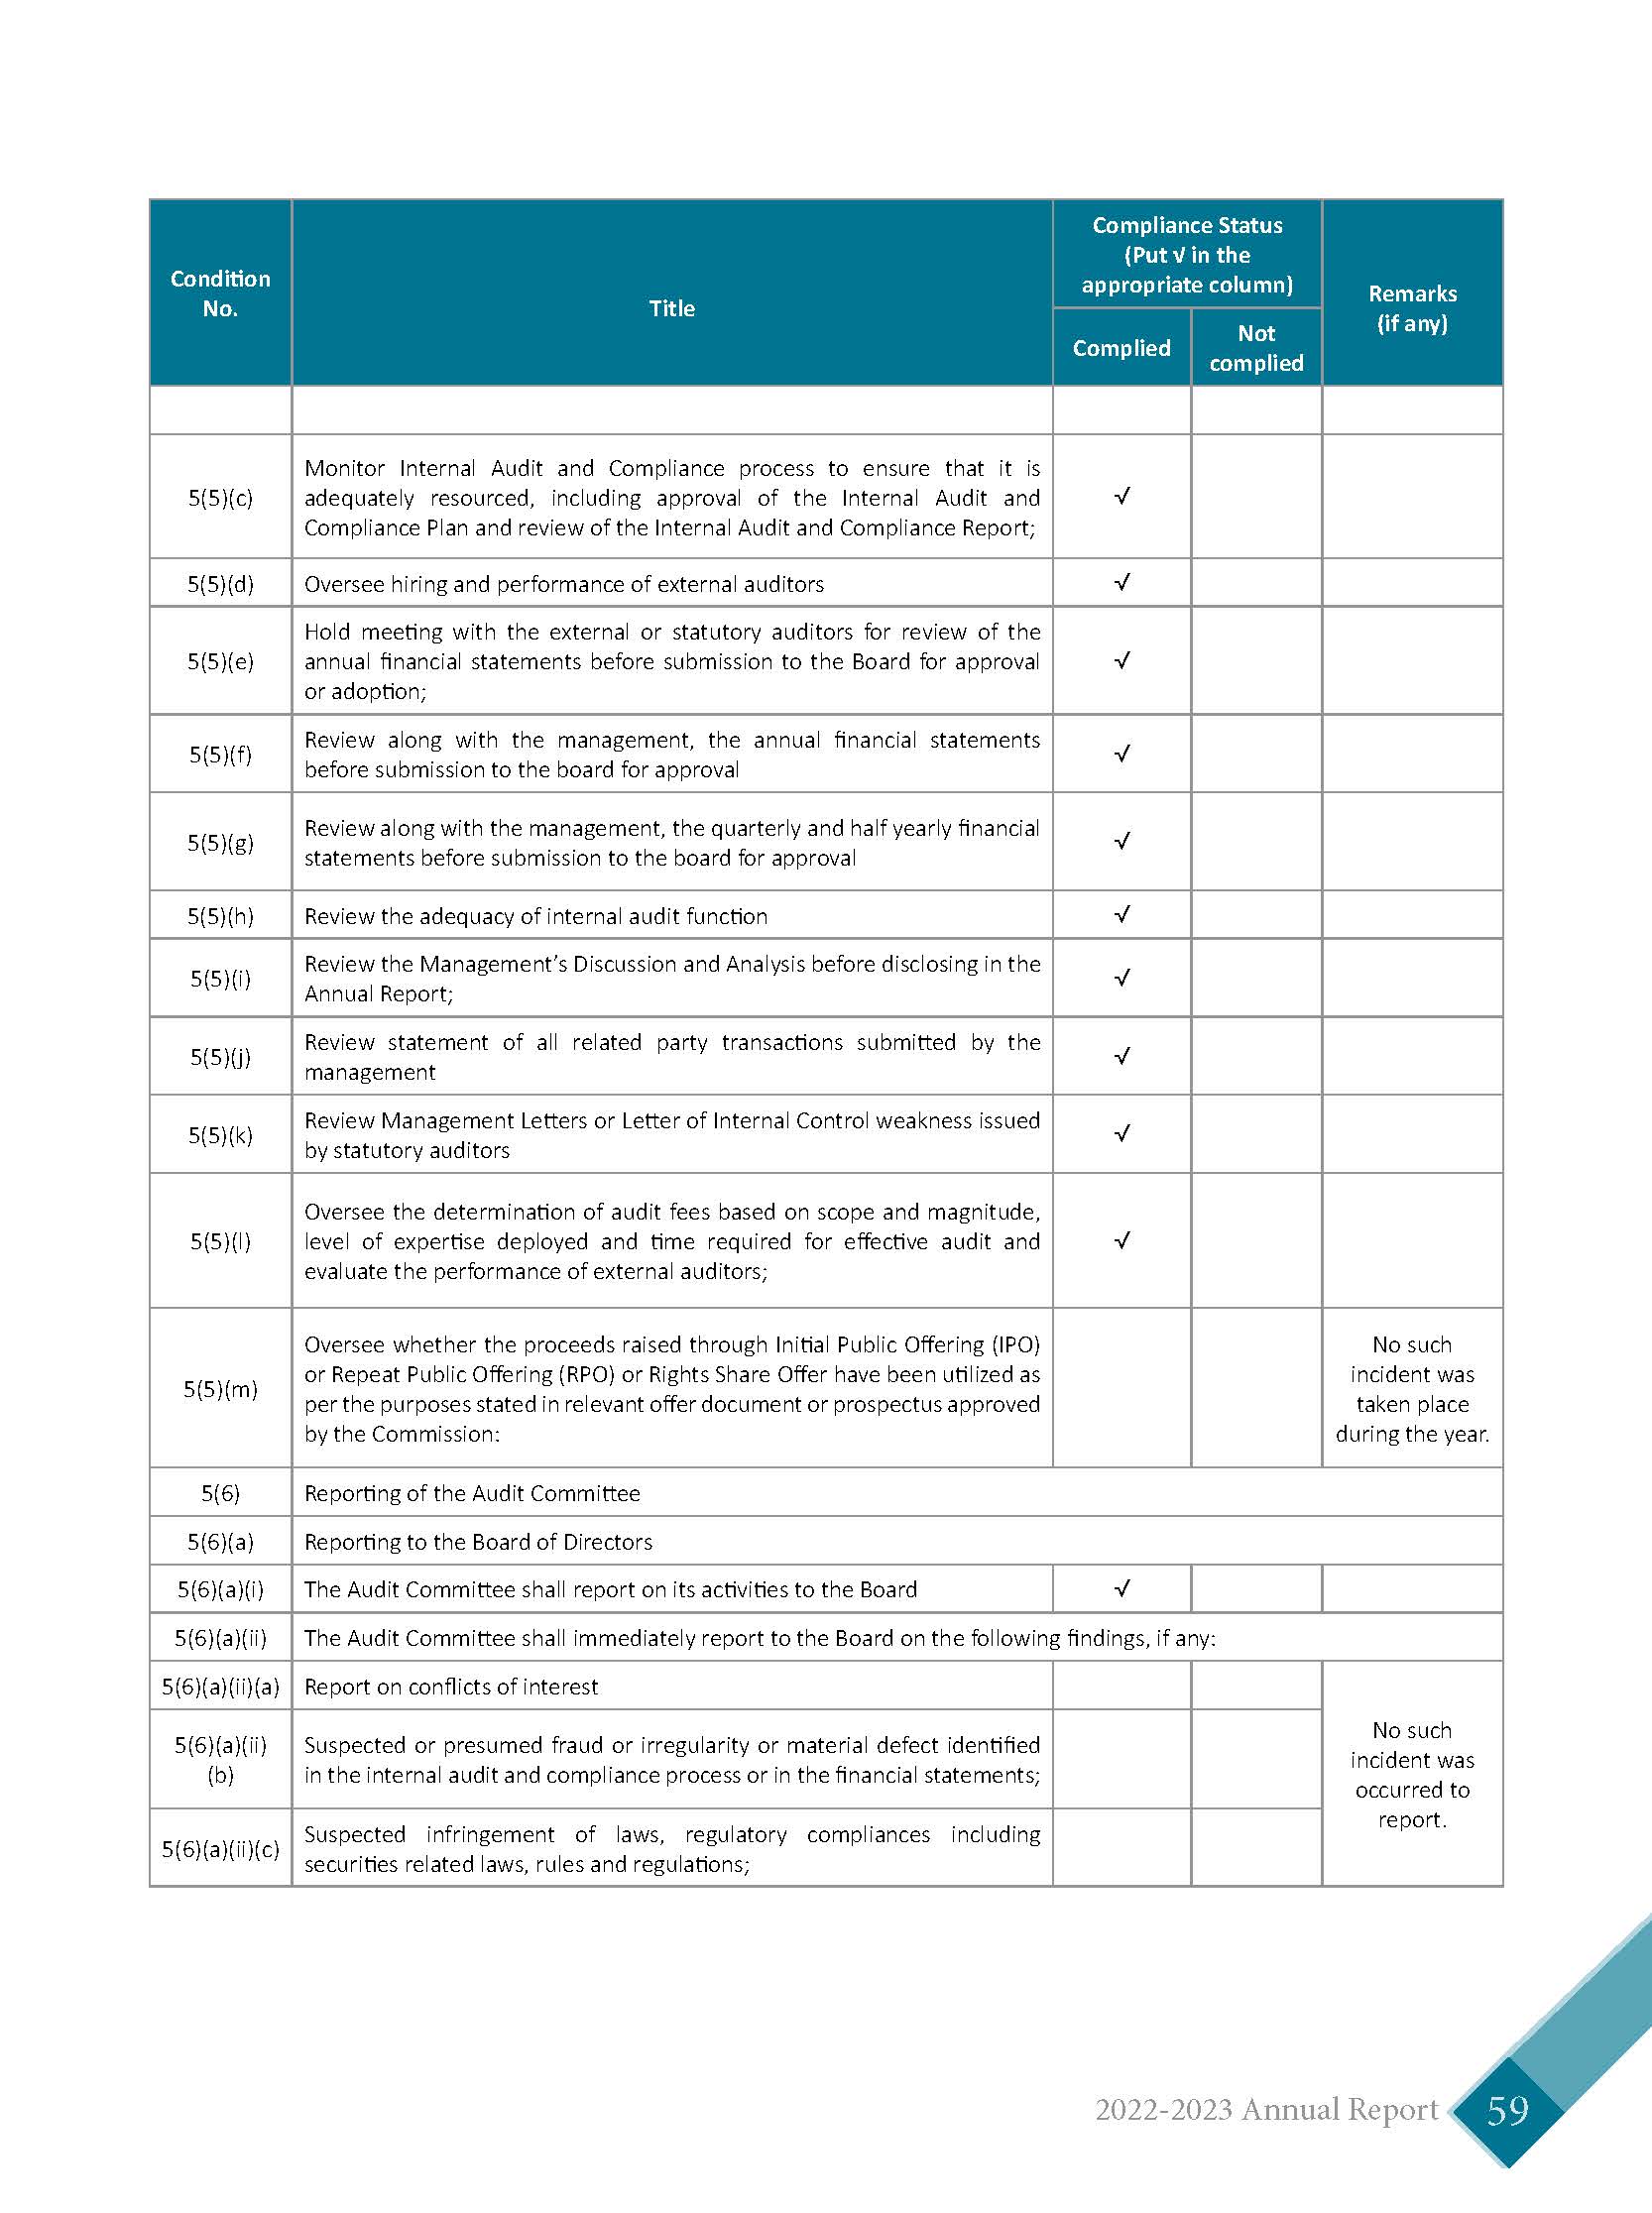 Condition
No.
Title
Compliance Status
(Put √ in the
appropriate column)
Remarks
(if any)
Complied
Not
complied
5(5)(c)
Monitor Internal Audit and Compliance process to ensure that it is
adequately resourced, including approval of the Internal Audit and
Compliance Plan and review of the Internal Audit and Compliance Report;
√
5(5)(d)
Oversee hiring and performance of external auditors
√
5(5)(e)
Hold meeting with the external or statutory auditors for review of the
annual financial statements before submission to the Board for approval
or adoption;
√
5(5)(f)
Review along with the management, the annual financial statements
before submission to the board for approval
√
5(5)(g)
Review along with the management, the quarterly and half yearly financial
statements before submission to the board for approval
√
5(5)(h)
Review the adequacy of internal audit function
√
5(5)(i)
Review the Management’s Discussion and Analysis before disclosing in the
Annual Report;
√
5(5)(j)
Review statement of all related party transactions submitted by the
management
√
5(5)(k)
Review Management Letters or Letter of Internal Control weakness issued
by statutory auditors
√
5(5)(l)
Oversee the determination of audit fees based on scope and magnitude,
level of expertise deployed and time required for effective audit and
evaluate the performance of external auditors;
√
5(5)(m)
Oversee whether the proceeds raised through Initial Public Offering (IPO)
or Repeat Public Offering (RPO) or Rights Share Offer have been utilized as
per the purposes stated in relevant offer document or prospectus approved
by the Commission:
No such
incident was
taken place
during the year.
5(6)
Reporting of the Audit Committee
5(6)(a)
Reporting to the Board of Directors
5(6)(a)(i)
The Audit Committee shall report on its activities to the Board
√
5(6)(a)(ii)
The Audit Committee shall immediately report to the Board on the following findings, if any:
5(6)(a)(ii)(a)
Report on conflicts of interest
5(6)(a)(ii)
(b)
Suspected or presumed fraud or irregularity or material defect identified
in the internal audit and compliance process or in the financial statements;
5(6)(a)(ii)(c)
Suspected infringement of laws, regulatory compliances including
securities related laws, rules and regulations;
No such
incident was
occurred to
report.
2022-2023 Annual Report
59